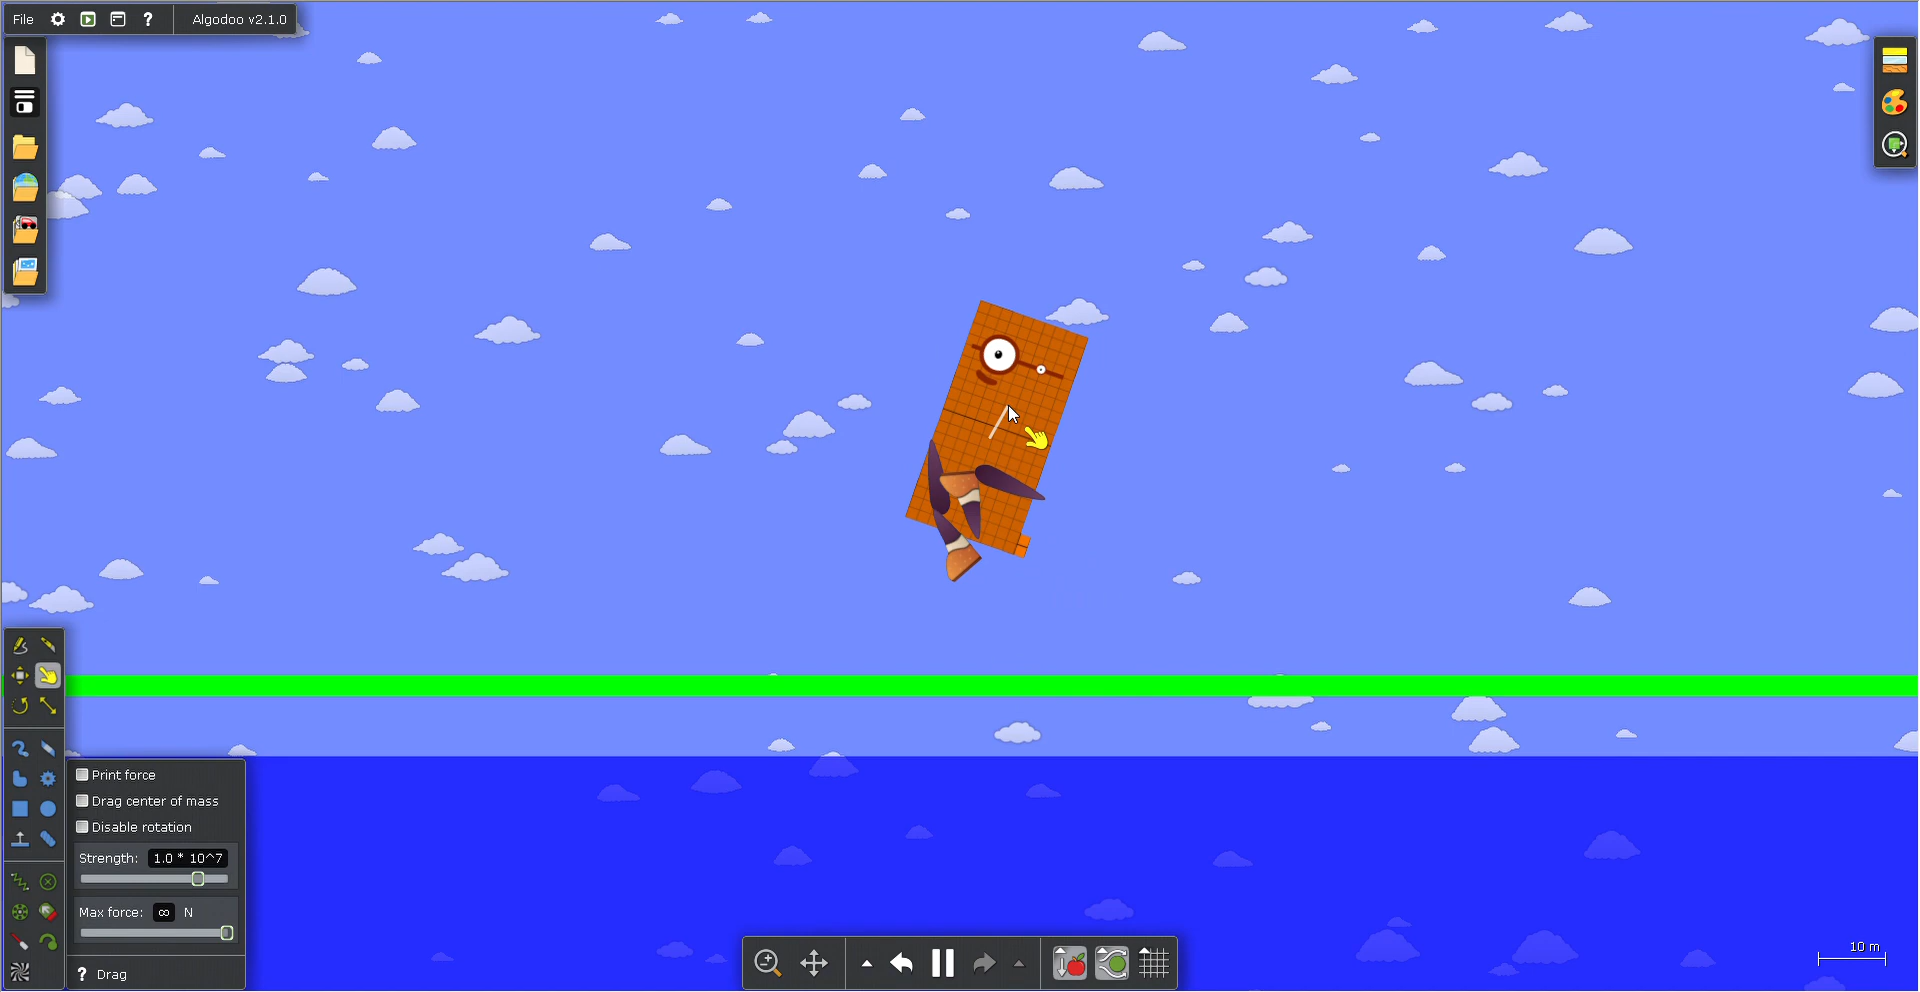 File ? Algodoo v2.1.0
Print force
Drag center of mass
Disable rotation
Strength: 1.0 * 10^7
Max force: ∞ N
? Drag
10 m